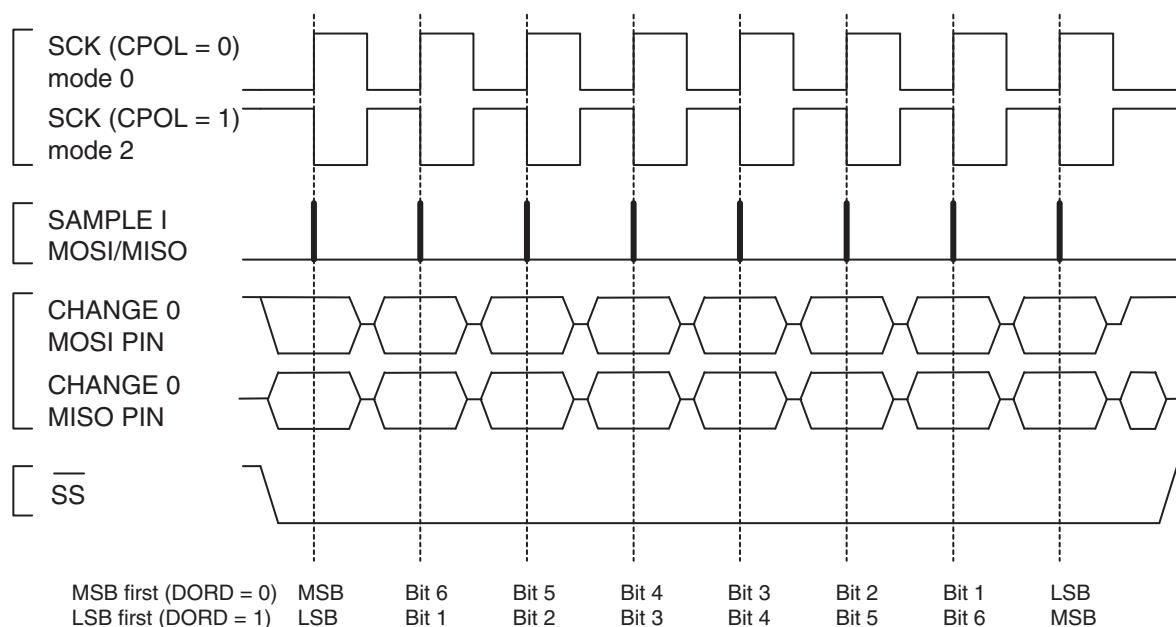 SCK (CPOL = 0)
mode 0
SCK (CPOL = 1)
mode 2
SAMPLE I
MOSI/MISO
CHANGE 0
MOSI PIN
CHANGE 0
MISO PIN
SS
MSB first (DORD = 0) MSB Bit 6 Bit 5 Bit 4 Bit 3 Bit 2 Bit 1 LSB
LSB first (DORD = 1) LSB Bit 1 Bit 2 Bit 3 Bit 4 Bit 5 Bit 6 MSB